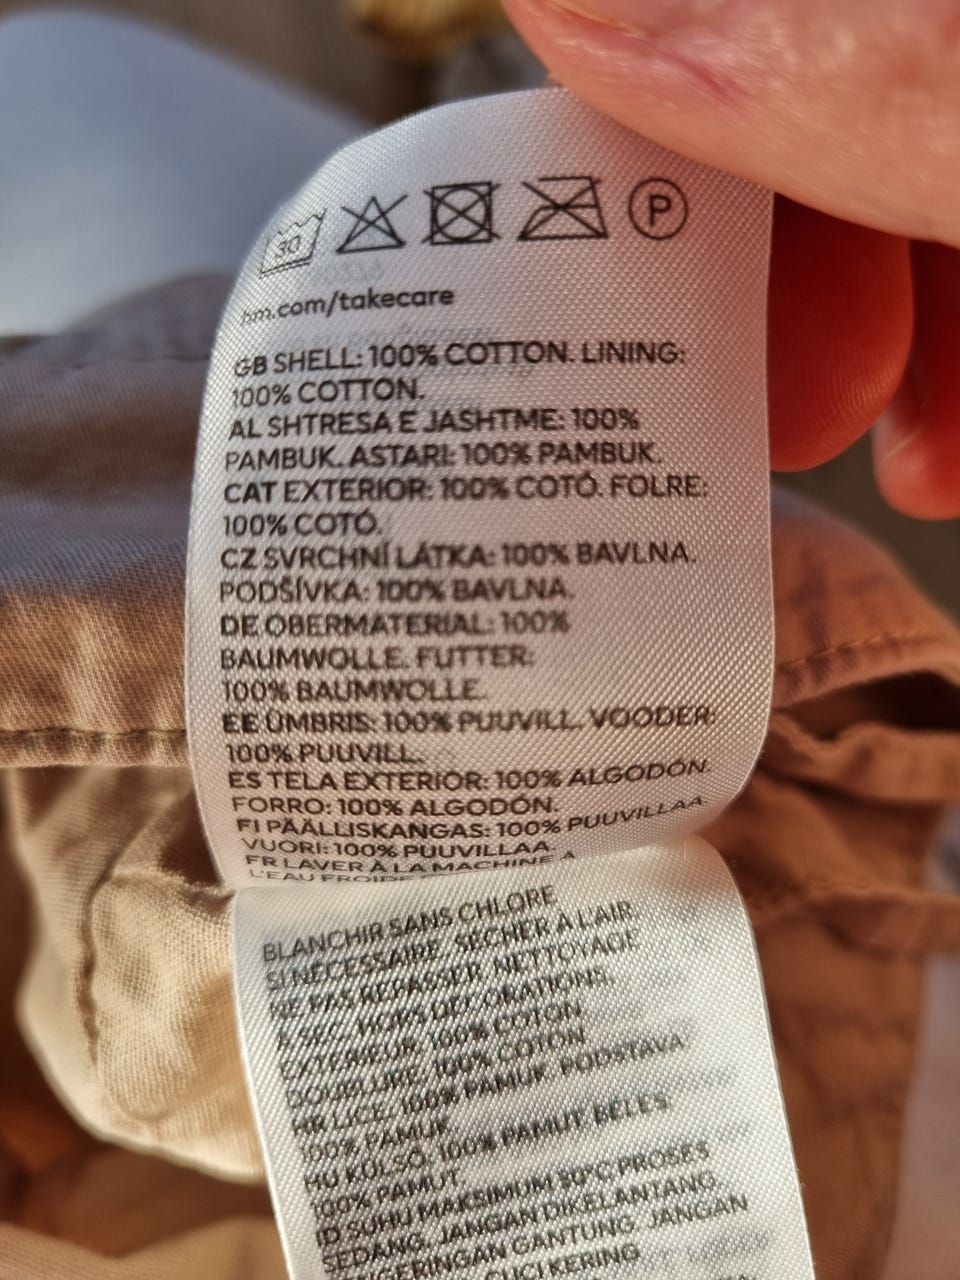 30
P
hm.com/takecare
GB SHELL: 100% COTTON. LINING:
100% COTTON.
AL SHTRESA E JASHTME: 100%
PAMBUK. ASTARI: 100% PAMBUK.
CAT EXTERIOR: 100% COTÓ. FOLRE:
100% COTÓ.
CZ SVRCHNÍ LÁTKA: 100% BAVLNA.
PODŠÍVKA: 100% BAVLNA.
DE OBERMATERIAL: 100%
BAUMWOLLE. FUTTER:
100% BAUMWOLLE.
EE ÜMBRIS: 100% PUUVILL. VOODER:
100% PUUVILL.
ES TELA EXTERIOR: 100% ALGODÓN.
FORRO: 100% ALGODÓN.
FI PÄÄLLISKANGAS: 100% PUUVILLAA.
VUORI: 100% PUUVILLAA.
FR LAVER À LA MACHINE À
L'EAU FROIDE
BLANCHIR SANS CHLORE
SI NÉCESSAIRE. SÉCHER À L'AIR.
NE PAS REPASSER. NETTOYAGE
À SEC. HORS DÉCORATIONS.
EXTÉRIEUR: 100% COTON
DOUBLURE: 100% COTON
HR LICE: 100% PAMUK. PODSTAVA:
100% PAMUK
HU KÜLSŐ: 100% PAMUT BÉLÉS:
100% PAMUT
ID SUHU MAKSIMUM 30°C PROSES
SEDANG. JANGAN DIKELANTANG.
PENGERINGAN GANTUNG. JANGAN
CUCI KERING